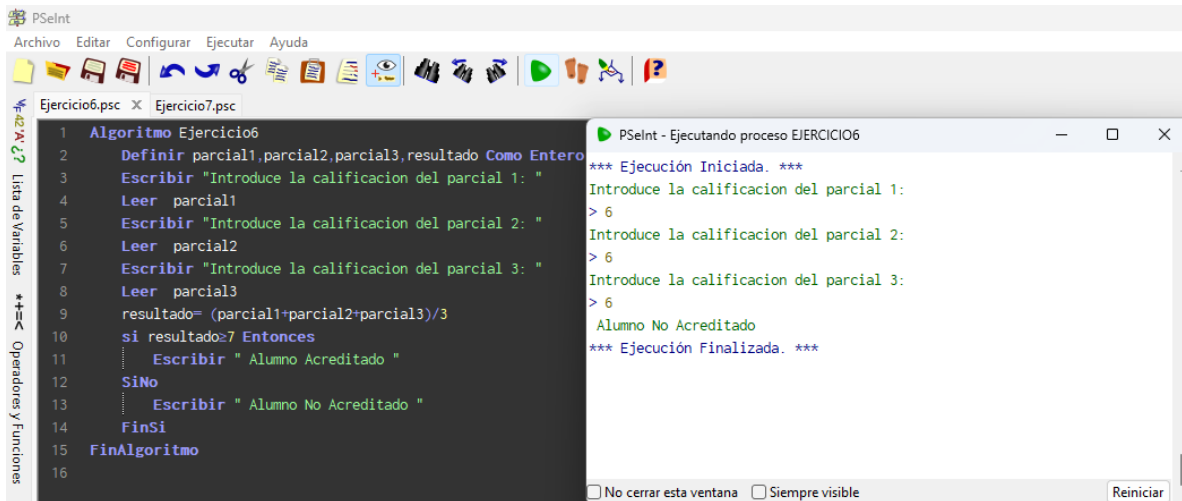 PSeInt
Archivo Editar Configurar Ejecutar Ayuda
Ejercicio6.psc X Ejercicio7.psc
42 'A' ¿? Lista de Variables
*+=< Operadores y Funciones
1 Algoritmo Ejercicio6
2 Definir parcial1,parcial2,parcial3,resultado Como Entero
3 Escribir "Introduce la calificacion del parcial 1: "
4 Leer parcial1
5 Escribir "Introduce la calificacion del parcial 2: "
6 Leer parcial2
7 Escribir "Introduce la calificacion del parcial 3: "
8 Leer parcial3
9 resultado= (parcial1+parcial2+parcial3)/3
10 si resultado≥7 Entonces
11 Escribir " Alumno Acreditado "
12 SiNo
13 Escribir " Alumno No Acreditado "
14 FinSi
15 FinAlgoritmo
16
PSeInt - Ejecutando proceso EJERCICIO6
*** Ejecución Iniciada. ***
Introduce la calificacion del parcial 1:
> 6
Introduce la calificacion del parcial 2:
> 6
Introduce la calificacion del parcial 3:
> 6
Alumno No Acreditado
*** Ejecución Finalizada. ***
No cerrar esta ventana Siempre visible Reiniciar